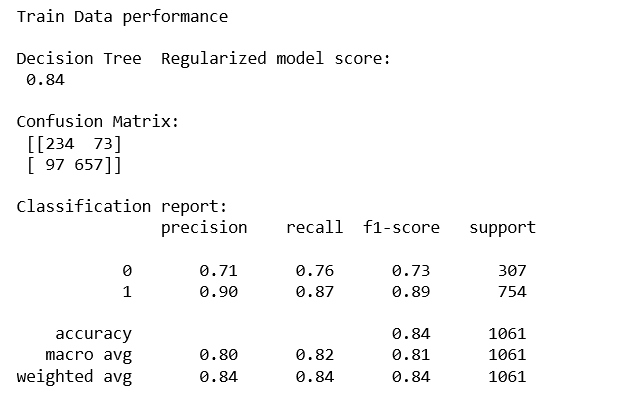 Train Data performance
Decision Tree  Regularized model score:
0.84
Confusion Matrix:
[[234  73]
[ 97 657]]
Classification report:
precision    recall  f1-score   support
0       0.71      0.76      0.73       307
1       0.90      0.87      0.89       754
accuracy                           0.84      1061
macro avg       0.80      0.82      0.81      1061
weighted avg       0.84      0.84      0.84      1061